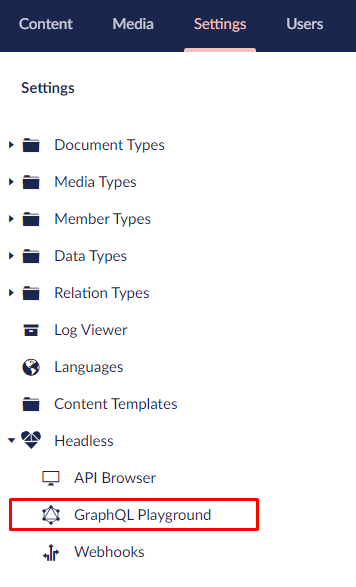 Content Media Settings Users
Settings
Document Types
Media Types
Member Types
Data Types
Relation Types
Log Viewer
Languages
Content Templates
Headless
API Browser
GraphQL Playground
Webhooks